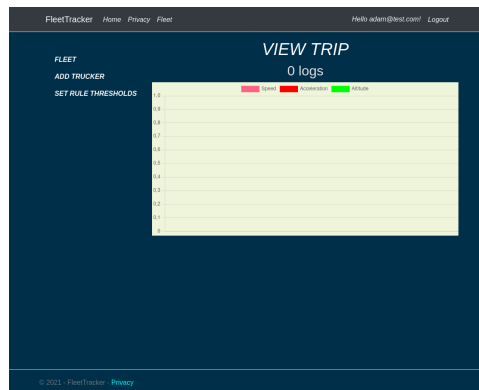 FleetTracker Home Privacy Fleet Hello adam@test.com! Logout
FLEET
ADD TRUCKER
SET RULE THRESHOLDS
VIEW TRIP
0 logs
Speed Acceleration Altitude
1,0
0,9
0,8
0,7
0,6
0,5
0,4
0,3
0,2
0,1
0
© 2021 - FleetTracker - Privacy